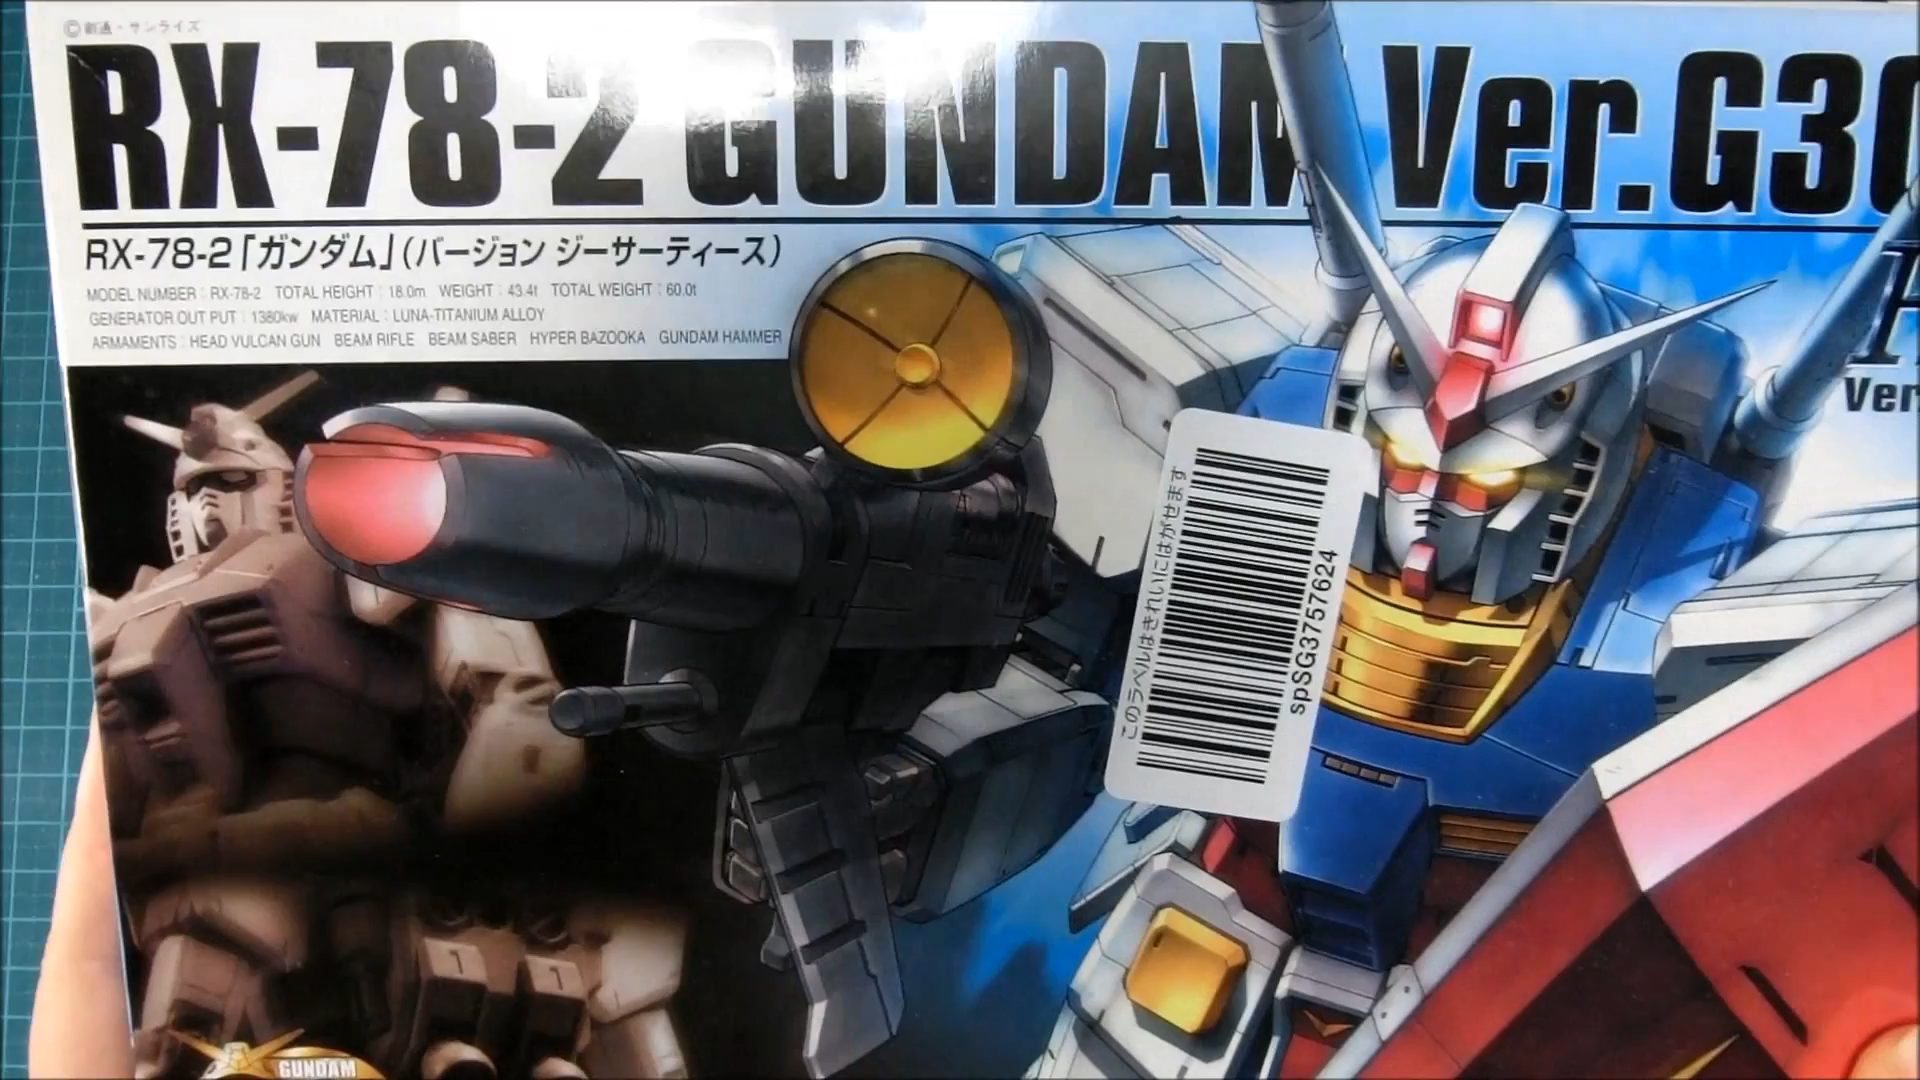 ©創通・サンライズ
RX-78-2 GUNDAM Ver.G30
RX-78-2「ガンダム」(バージョン ジーサーティース)
MODEL NUMBER : RX-78-2 TOTAL HEIGHT : 18.0m WEIGHT : 43.4t TOTAL WEIGHT : 60.0t
GENERATOR OUT PUT : 1380kw MATERIAL : LUNA-TITANIUM ALLOY
ARMAMENTS : HEAD VULCAN GUN BEAM RIFLE BEAM SABER HYPER BAZOOKA GUNDAM HAMMER
Ver
このラベルはきれいにはがせます
spSG3757624
1
1
GUNDAM